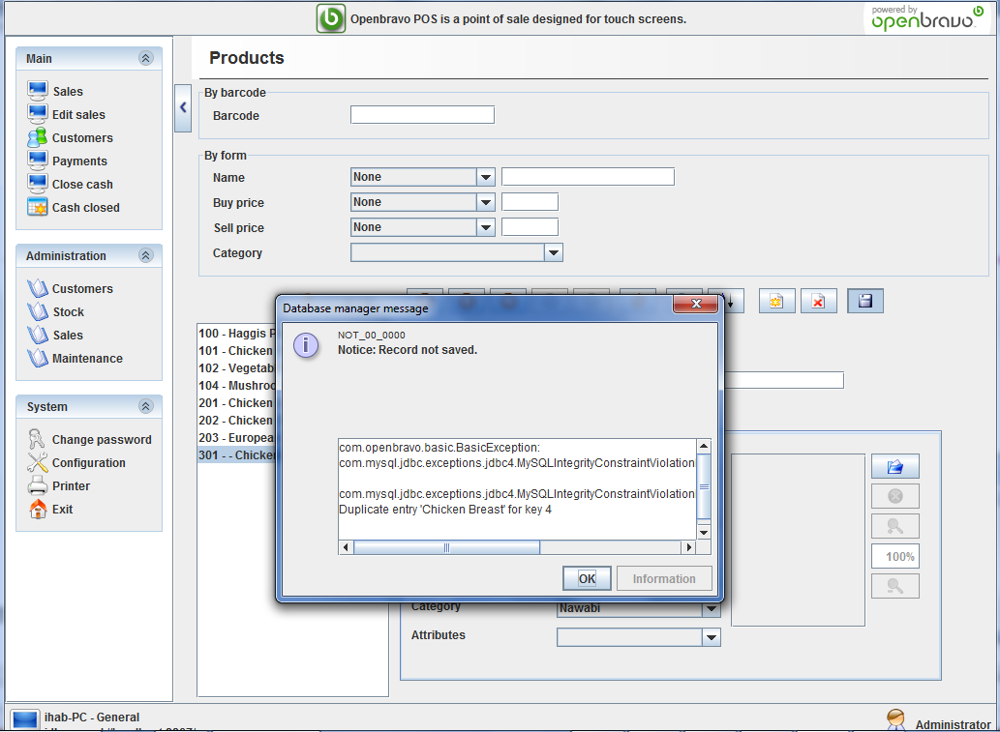 Openbravo POS is a point of sale designed for touch screens.
powered by
openbravo
Main
Sales
Edit sales
Customers
Payments
Close cash
Cash closed
Administration
Customers
Stock
Sales
Maintenance
System
Change password
Configuration
Printer
Exit
Products
By barcode
Barcode
By form
Name
None
Buy price
None
Sell price
None
Category
100 - Haggis P
101 - Chicken
102 - Vegetab
104 - Mushroo
201 - Chicken
202 - Chicken
203 - Europea
301 - - Chicke
Database manager message
NOT_00_0000
Notice: Record not saved.
com.openbravo.basic.BasicException:
com.mysql.jdbc.exceptions.jdbc4.MySQLIntegrityConstraintViolation
com.mysql.jdbc.exceptions.jdbc4.MySQLIntegrityConstraintViolation
Duplicate entry 'Chicken Breast' for key 4
OK
Information
100%
Category
Nawabi
Attributes
ihab-PC - General
Administrator